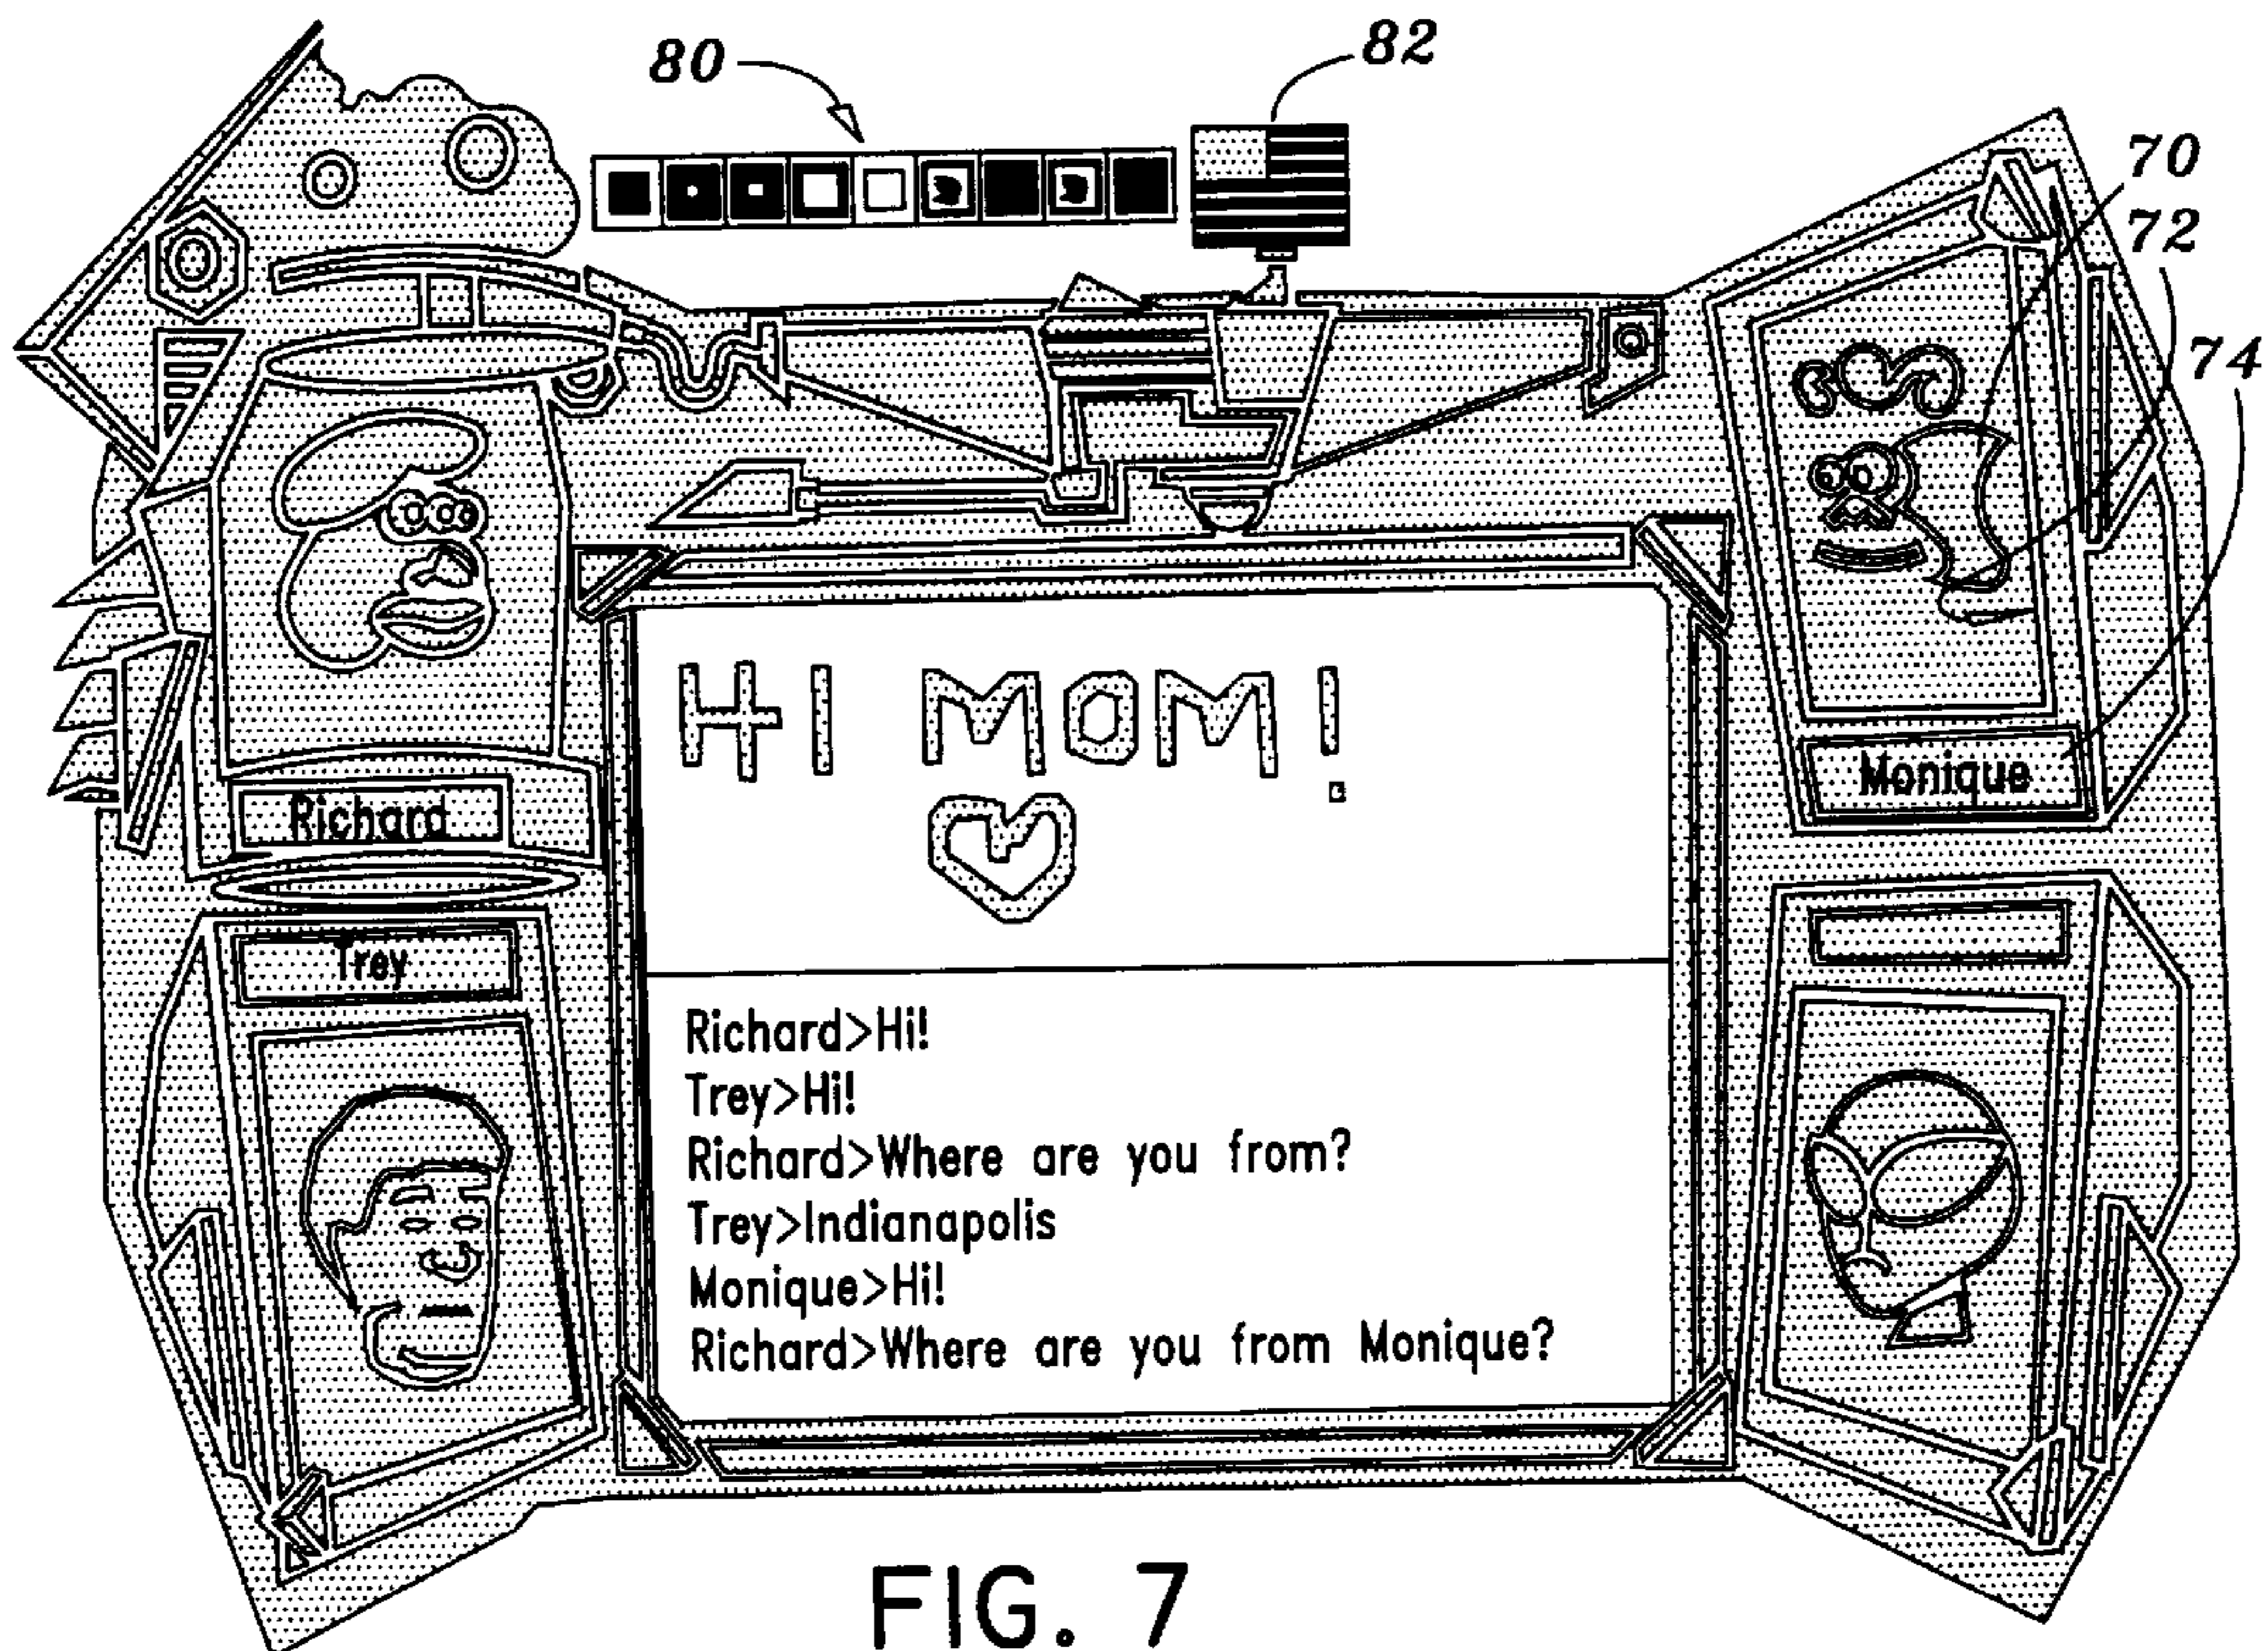 80
82
70
72
74
HI MOM!
Richard
Monique
Trey
Richard>Hi!
Trey>Hi!
Richard>Where are you from?
Trey>Indianapolis
Monique>Hi!
Richard>Where are you from Monique?
FIG. 7